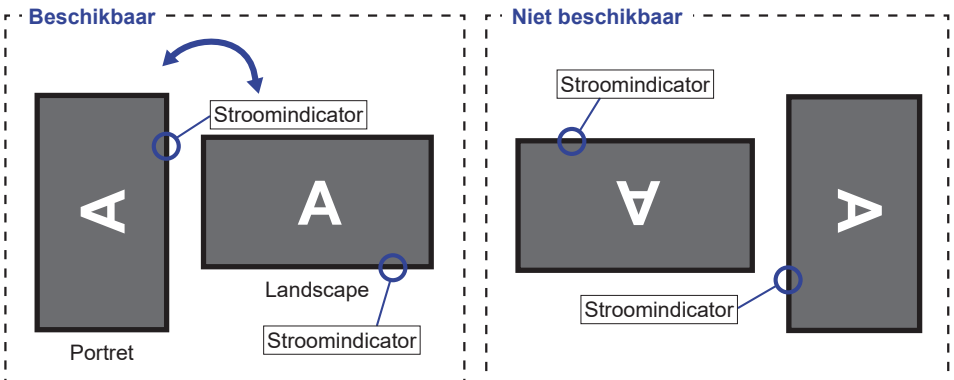 Beschikbaar
Stroomindicator
A
A
Landscape
Stroomindicator
Portret
Niet beschikbaar
Stroomindicator
A
A
Stroomindicator